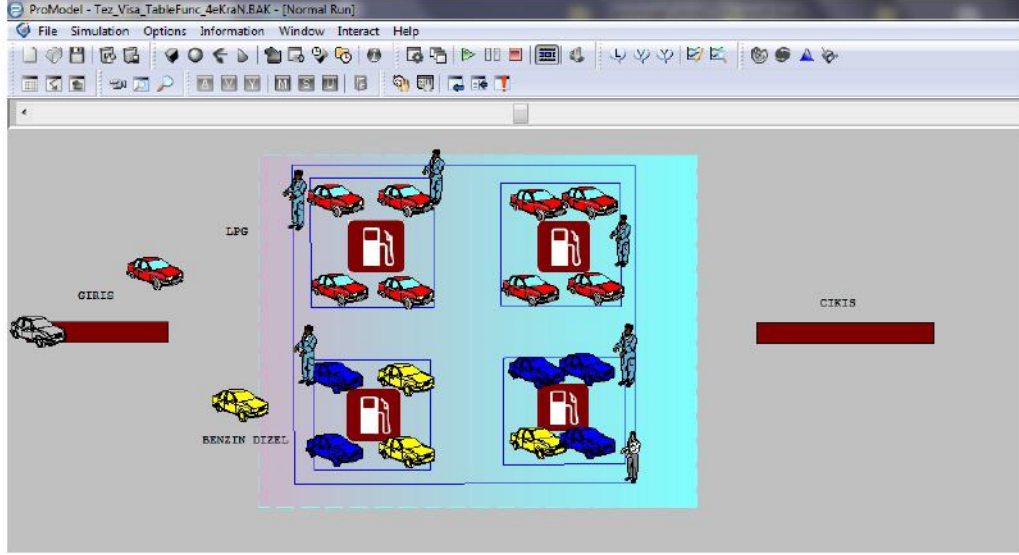 ProModel - Tez_Visa_TableFunc_4eKraN.BAK - [Normal Run]
File Simulation Options Information Window Interact Help
A V Y M S U B
LPG
GIRIS
CIKIS
BENZIN DIZEL